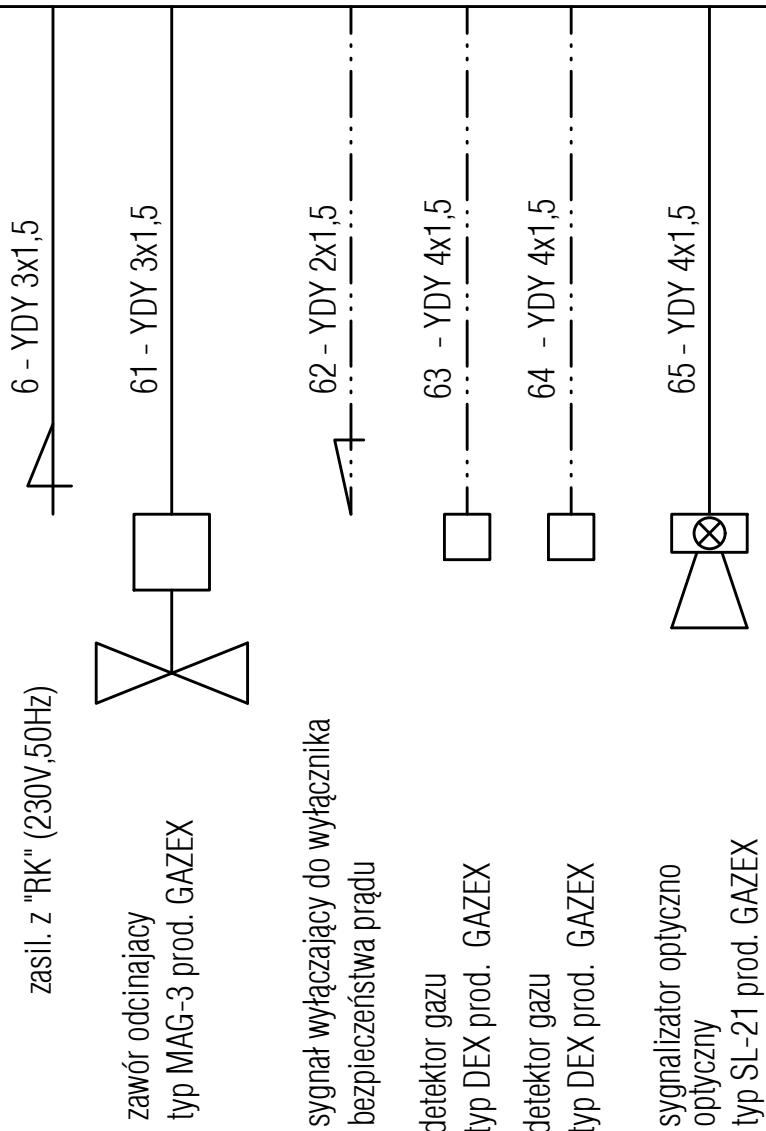 6 - YDY 3x1,5
61 - YDY 3x1,5
62 - YDY 2x1,5
63 - YDY 4x1,5
64 - YDY 4x1,5
65 - YDY 4x1,5
zasil. z "RK" (230V,50Hz)
zawór odcinajacy
typ MAG-3 prod. GAZEX
sygnał wyłączający do wyłącznika
bezpieczeństwa prądu
detektor gazu
typ DEX prod. GAZEX
detektor gazu
typ DEX prod. GAZEX
sygnalizator optyczno
optyczny
typ SL-21 prod. GAZEX